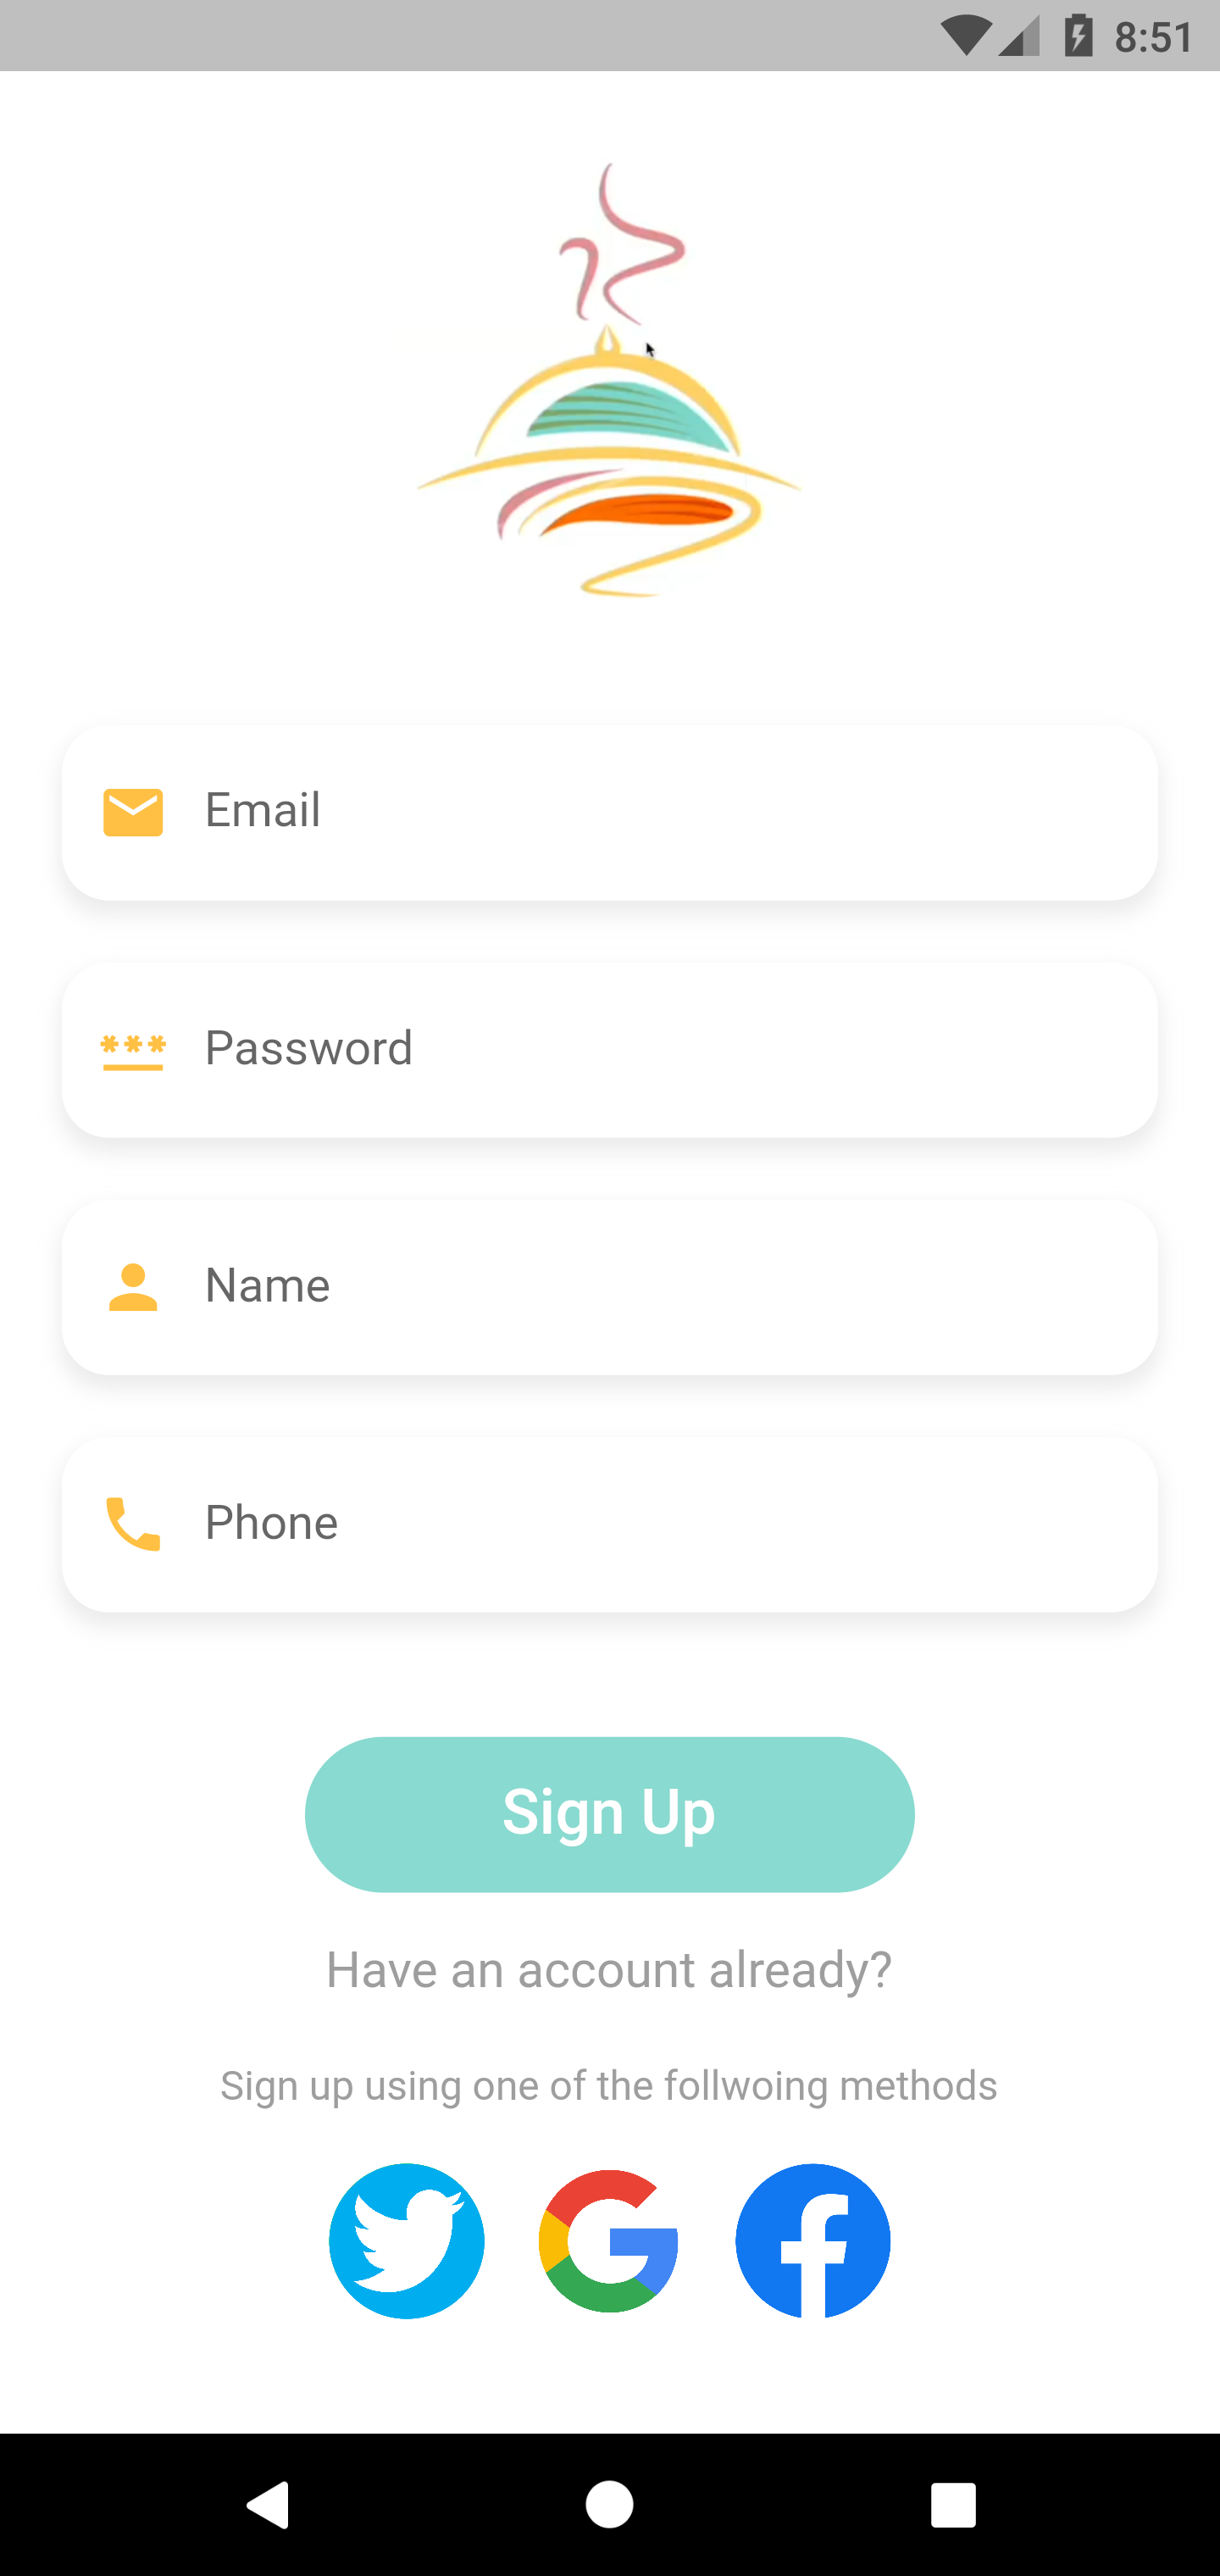 8:51
Email
Password
Name
Phone
Sign Up
Have an account already?
Sign up using one of the follwoing methods